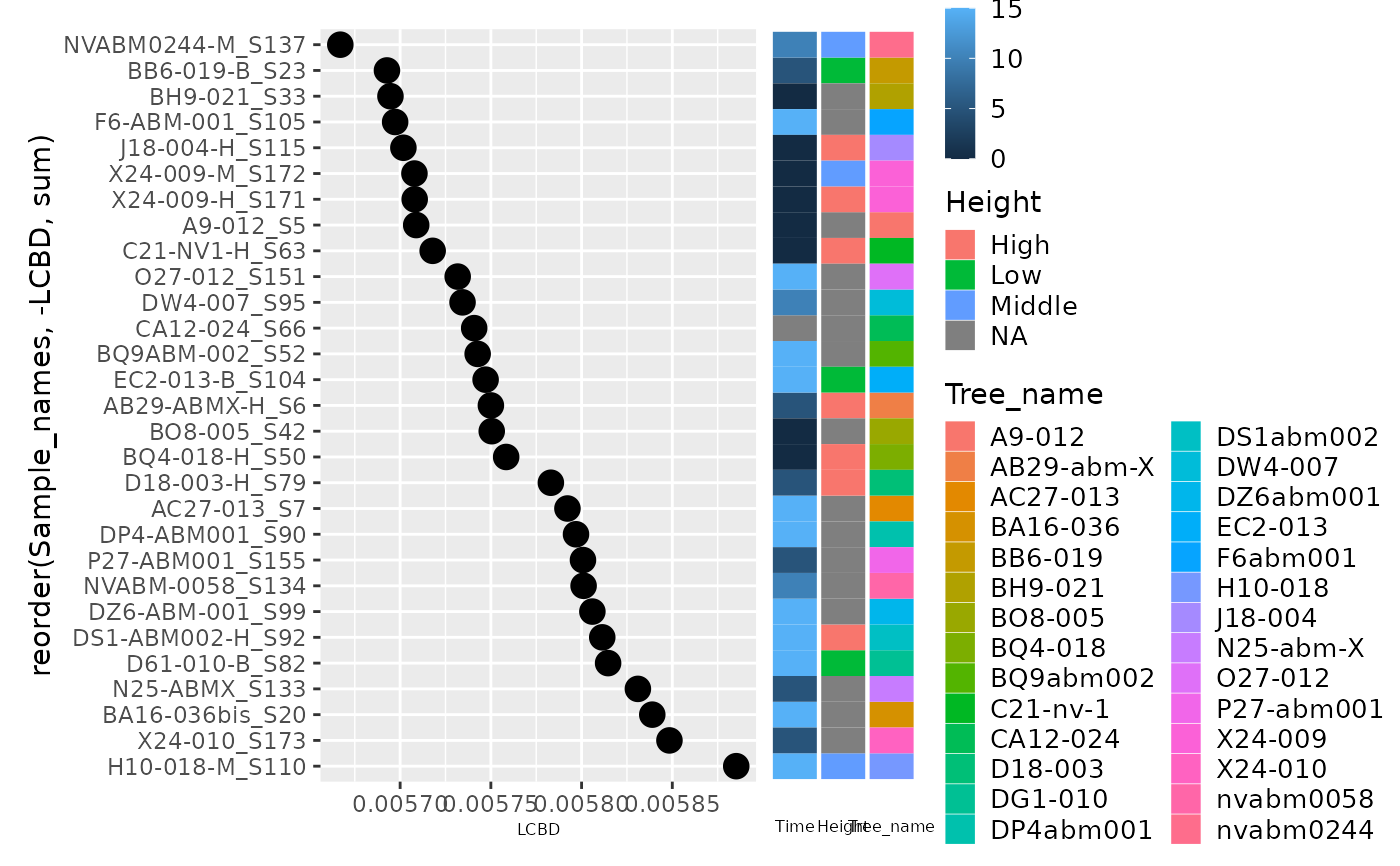 reorder(Sample_names, -LCBD, sum)
NVABM0244-M_S137
BB6-019-B_S23
BH9-021_S33
F6-ABM-001_S105
J18-004-H_S115
X24-009-M_S172
X24-009-H_S171
A9-012_S5
C21-NV1-H_S63
O27-012_S151
DW4-007_S95
CA12-024_S66
BQ9ABM-002_S52
EC2-013-B_S104
AB29-ABMX-H_S6
BO8-005_S42
BQ4-018-H_S50
D18-003-H_S79
AC27-013_S7
DP4-ABM001_S90
P27-ABM001_S155
NVABM-0058_S134
DZ6-ABM-001_S99
DS1-ABM002-H_S92
D61-010-B_S82
N25-ABMX_S133
BA16-036bis_S20
X24-010_S173
H10-018-M_S110
0.00570 0.00575 0.00580 0.00585
LCBD
Time Height Tree_name
15
10
5
0
Height
High
Low
Middle
NA
Tree_name
A9-012
AB29-abm-X
AC27-013
BA16-036
BB6-019
BH9-021
BO8-005
BQ4-018
BQ9abm002
C21-nv-1
CA12-024
D18-003
DG1-010
DP4abm001
DS1abm002
DW4-007
DZ6abm001
EC2-013
F6abm001
H10-018
J18-004
N25-abm-X
O27-012
P27-abm001
X24-009
X24-010
nvabm0058
nvabm0244